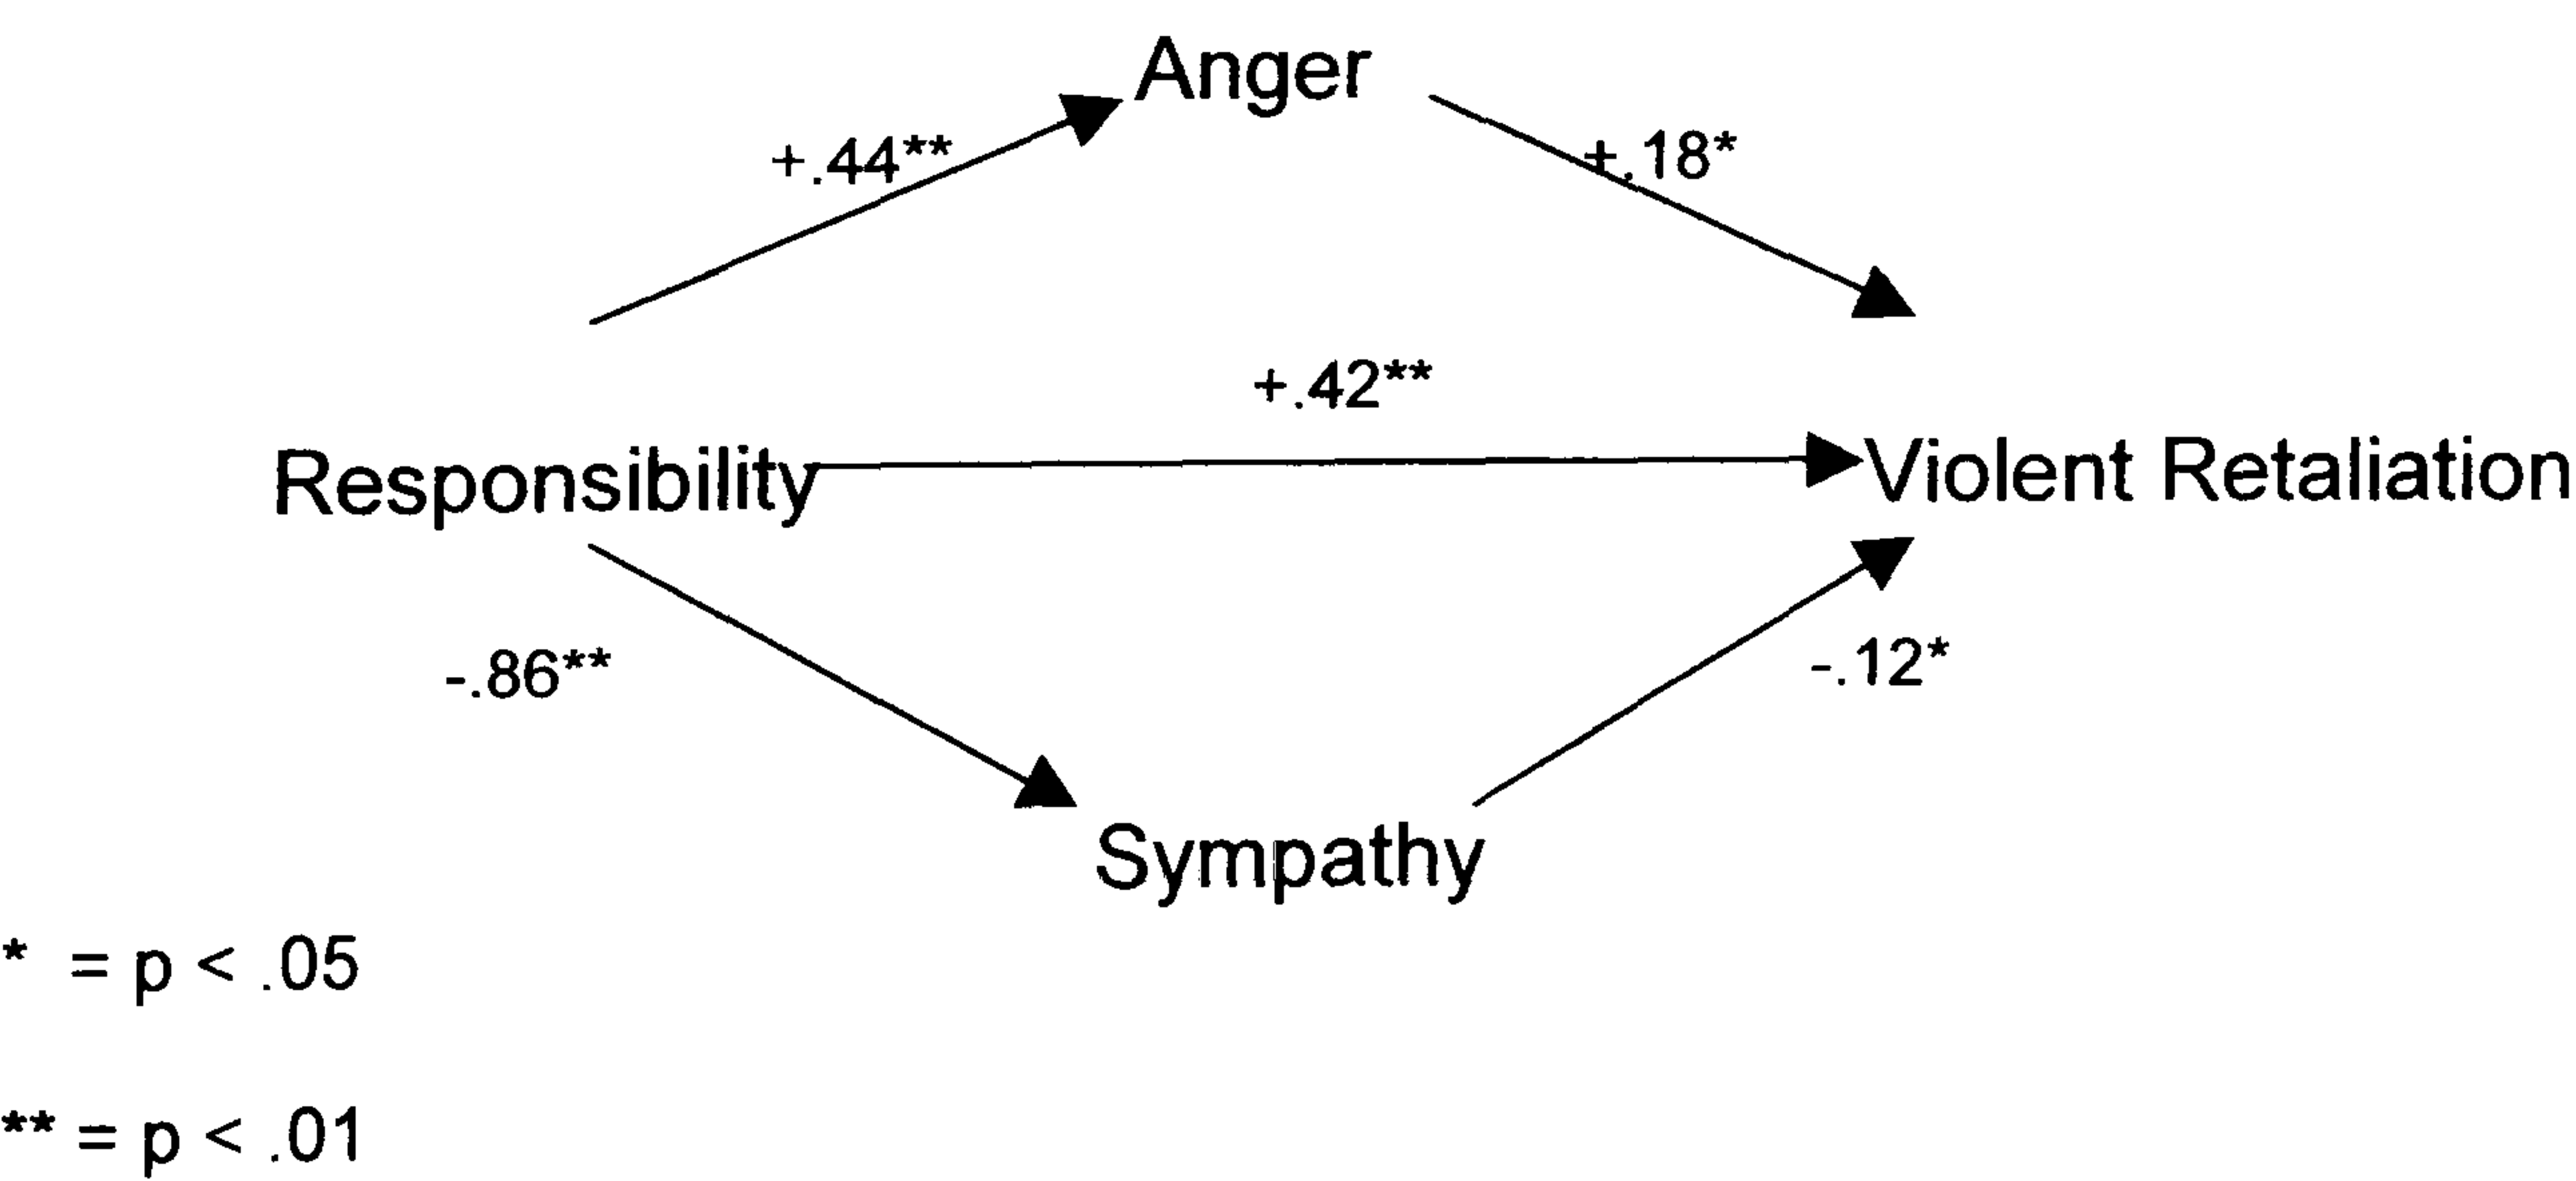 Anger
+.44**
+.18*
+.42**
Responsibility
Violent Retaliation
-.86**
-.12*
Sympathy
* = p < .05
** = p < .01